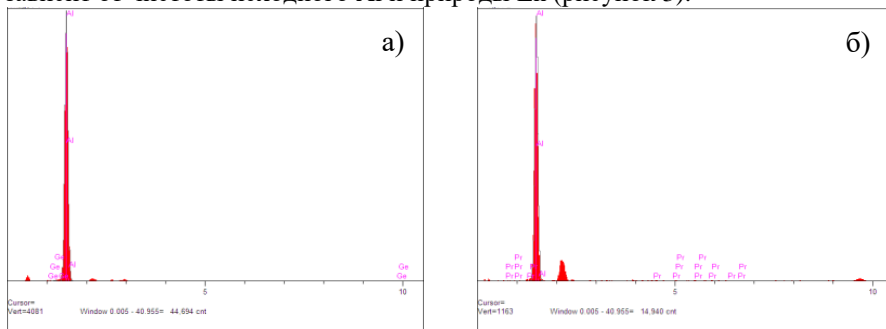 а)
Al
Al
Ge
Ge
Ge
Al
Ge
Ge
5
10
Cursor=
Vert=4081 Window 0.005 - 40.955= 44.694 cnt
б)
Al
Al
Pr
Pr Pr
Pr Pr
Al
Pr Pr
Pr Pr Pr
Pr Pr Pr Pr Pr
5
10
Cursor=
Vert=1163 Window 0.005 - 40.955= 14.940 cnt